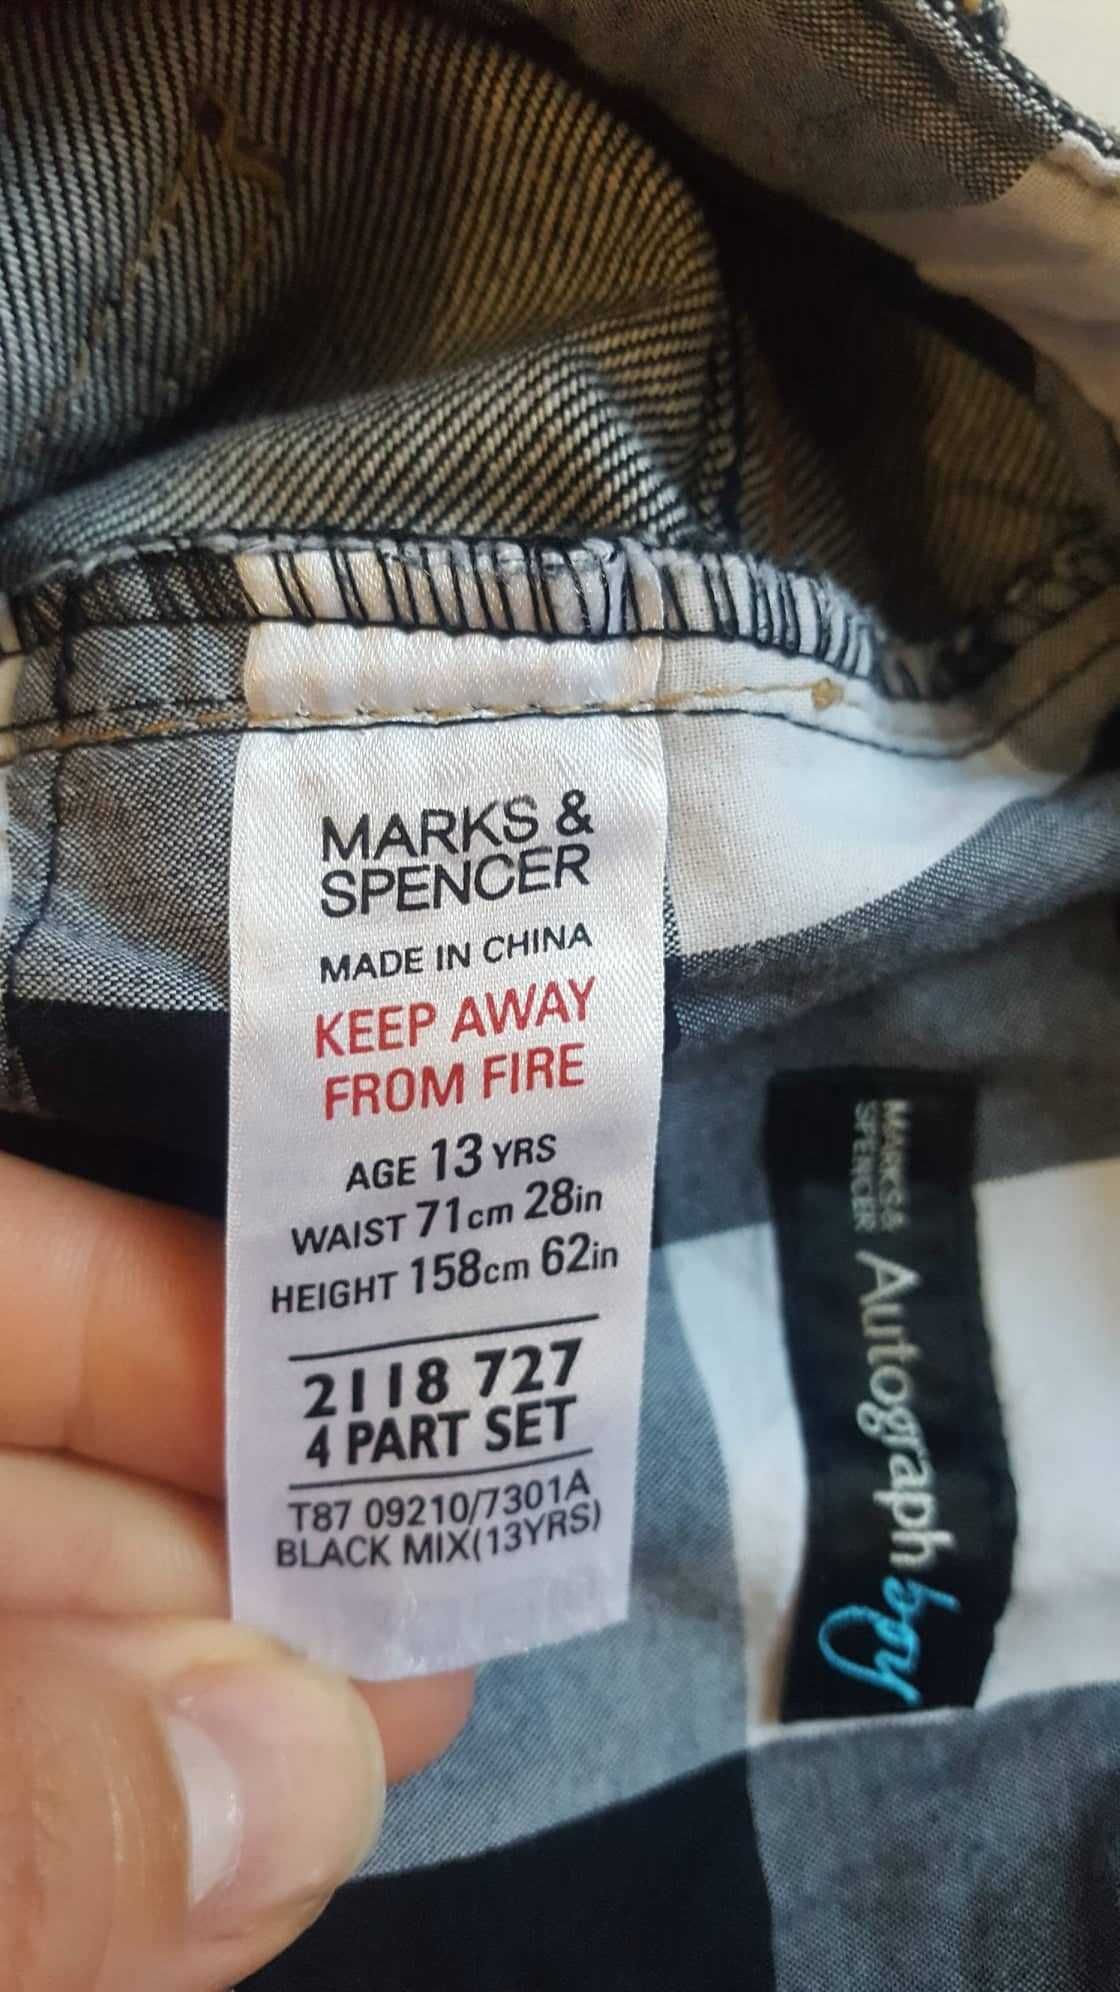 MARKS &
SPENCER
MADE IN CHINA
KEEP AWAY
FROM FIRE
AGE 13 YRS
WAIST 71cm 28in
HEIGHT 158cm 62in
2118 727
4 PART SET
T87 09210/7301A
BLACK MIX(13YRS)
MARKS &
SPENCER
Autograph boy